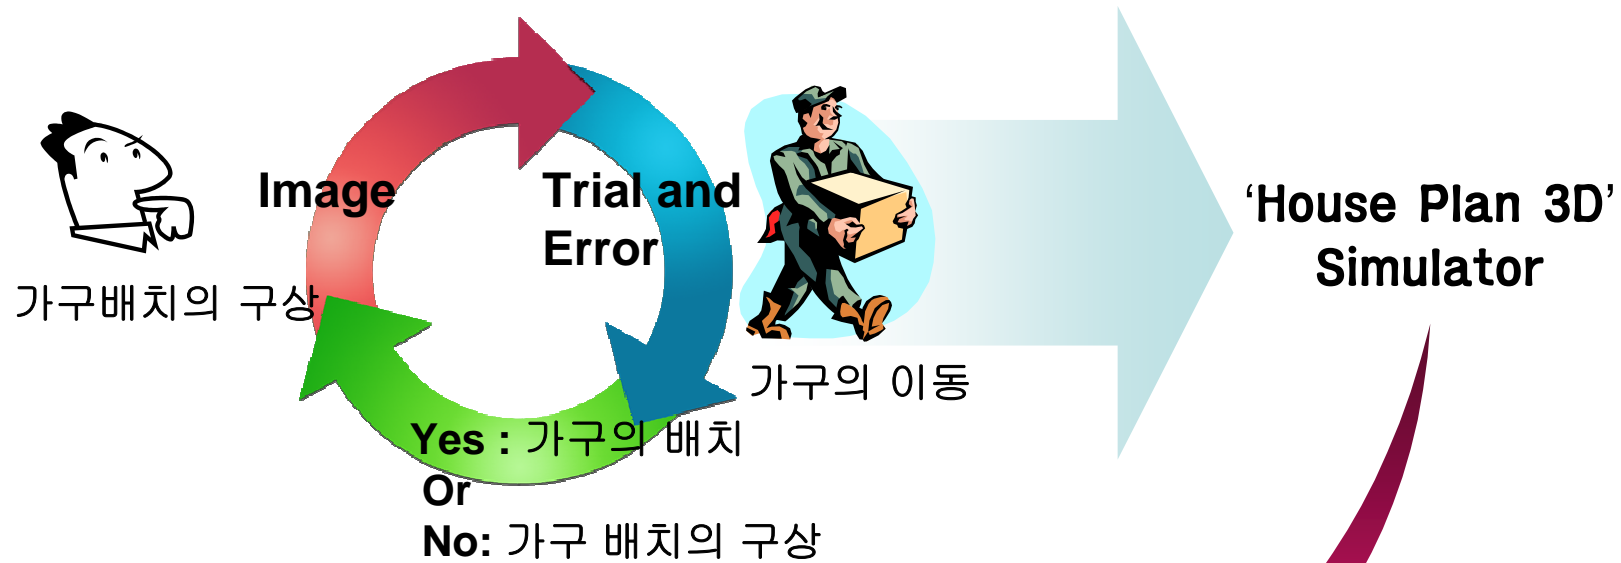 Image
가구배치의 구상
Trial and
Error
가구의 이동
Yes : 가구의 배치
Or
No: 가구 배치의 구상
‘House Plan 3D’
Simulator